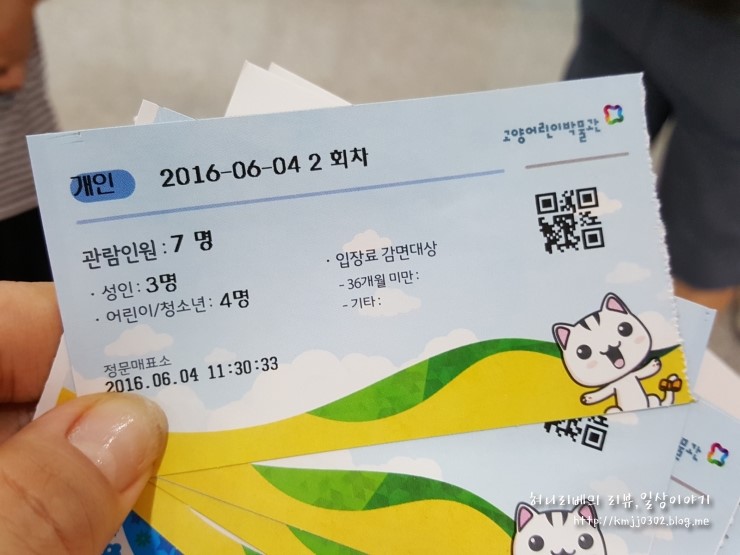 고양어린이박물관
개인 2016-06-04 2 회차
관람인원 : 7 명
· 성인 : 3명
· 어린이/청소년 : 4명
· 입장료 감면대상
- 36개월 미만 :
- 기타 :
정문매표소
2016.06.04 11:30:33
물관
허니리베의 리뷰,일상이야기
http://kmjj0302.blog.me